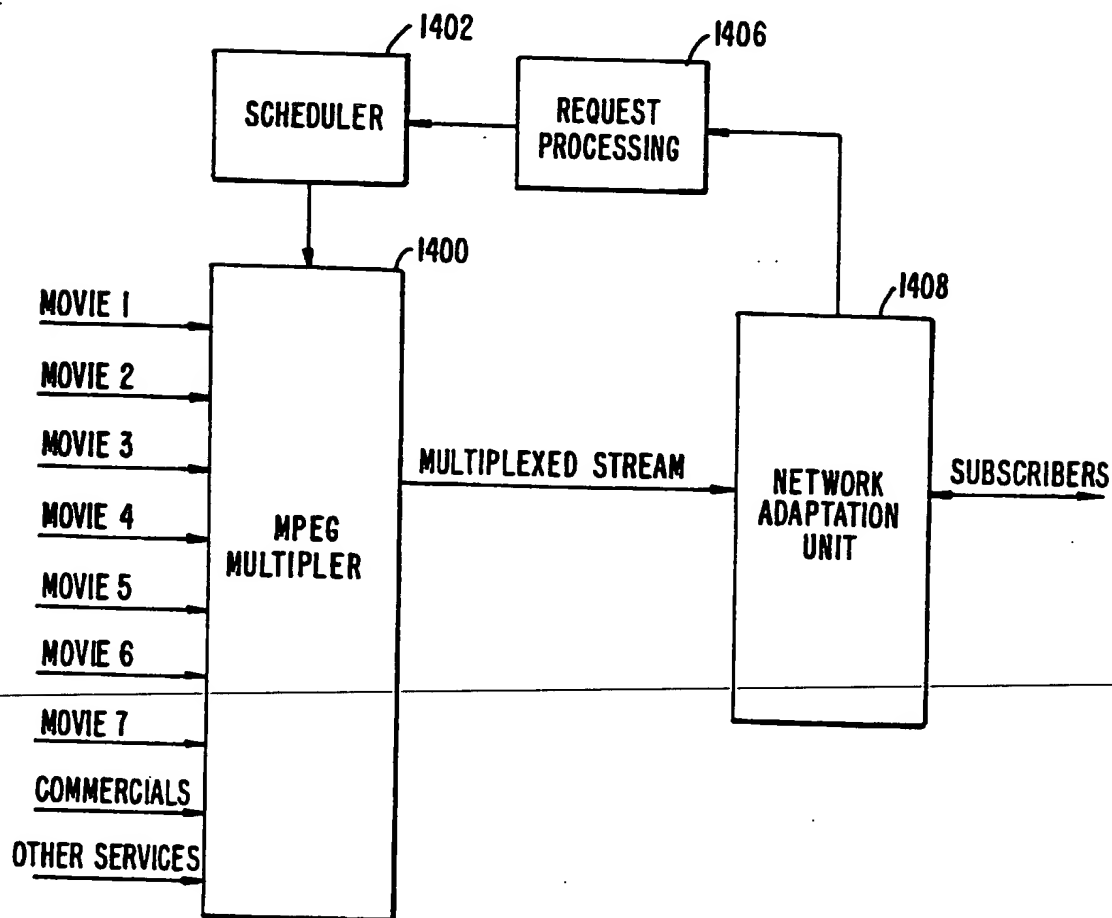 1402
SCHEDULER
1406
REQUEST
PROCESSING
1400
MPEG
MULTIPLER
MOVIE 1
MOVIE 2
MOVIE 3
MOVIE 4
MOVIE 5
MOVIE 6
MOVIE 7
COMMERCIALS
OTHER SERVICES
MULTIPLEXED STREAM
1408
NETWORK
ADAPTATION
UNIT
SUBSCRIBERS